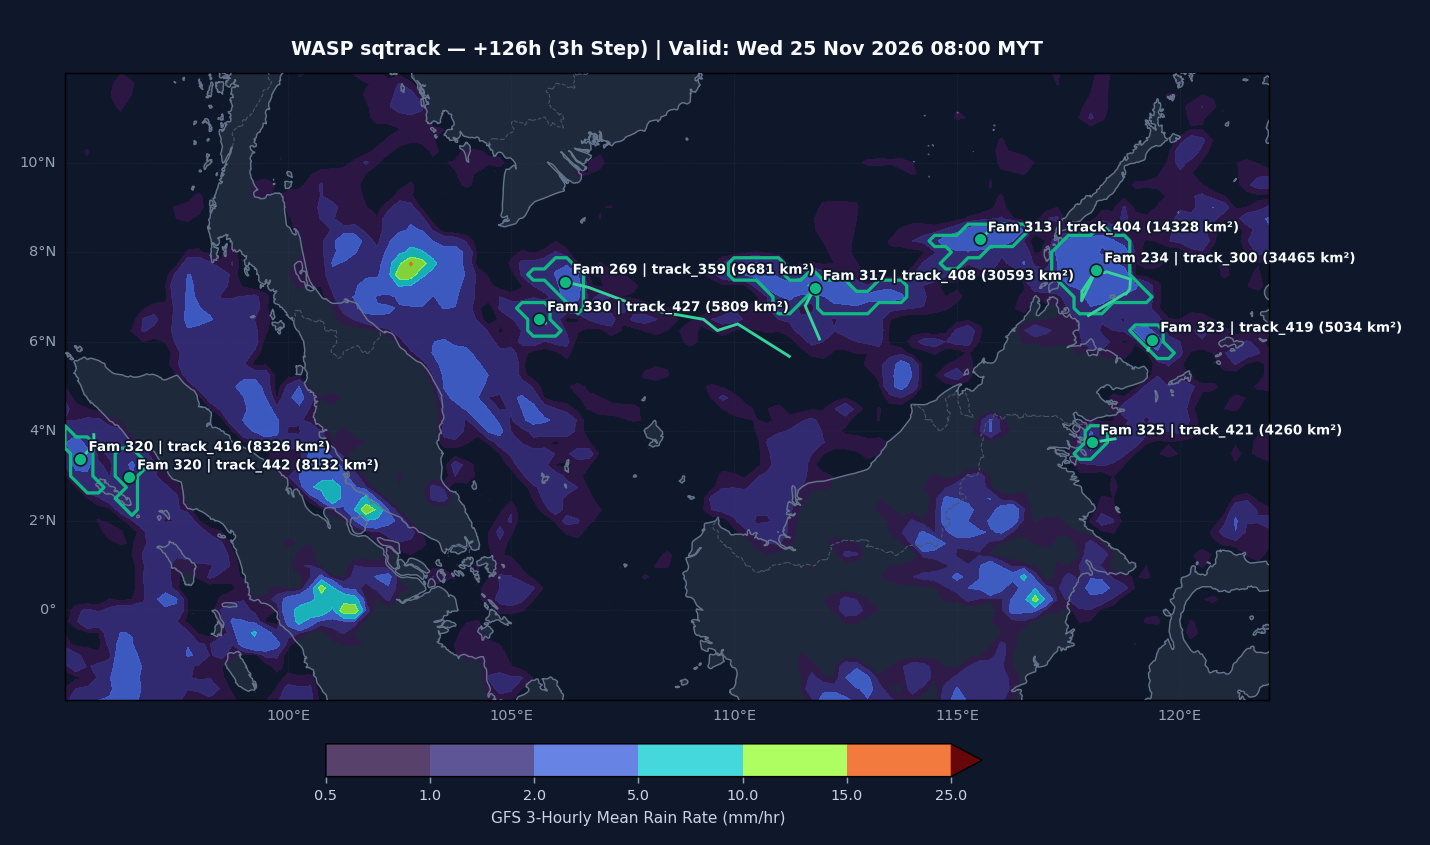 WASP sqtrack — +126h (3h Step) | Valid: Wed 25 Nov 2026 08:00 MYT
10°N
8°N
6°N
4°N
2°N
0°
Fam 313 | track_404 (14328 km²)
Fam 234 | track_300 (34465 km²)
Fam 269 | track_359 (9681 km²)
Fam 317 | track_408 (30593 km²)
Fam 330 | track_427 (5809 km²)
Fam 323 | track_419 (5034 km²)
Fam 325 | track_421 (4260 km²)
Fam 320 | track_416 (8326 km²)
Fam 320 | track_442 (8132 km²)
100°E 105°E 110°E 115°E 120°E
0.5 1.0 2.0 5.0 10.0 15.0 25.0
GFS 3-Hourly Mean Rain Rate (mm/hr)